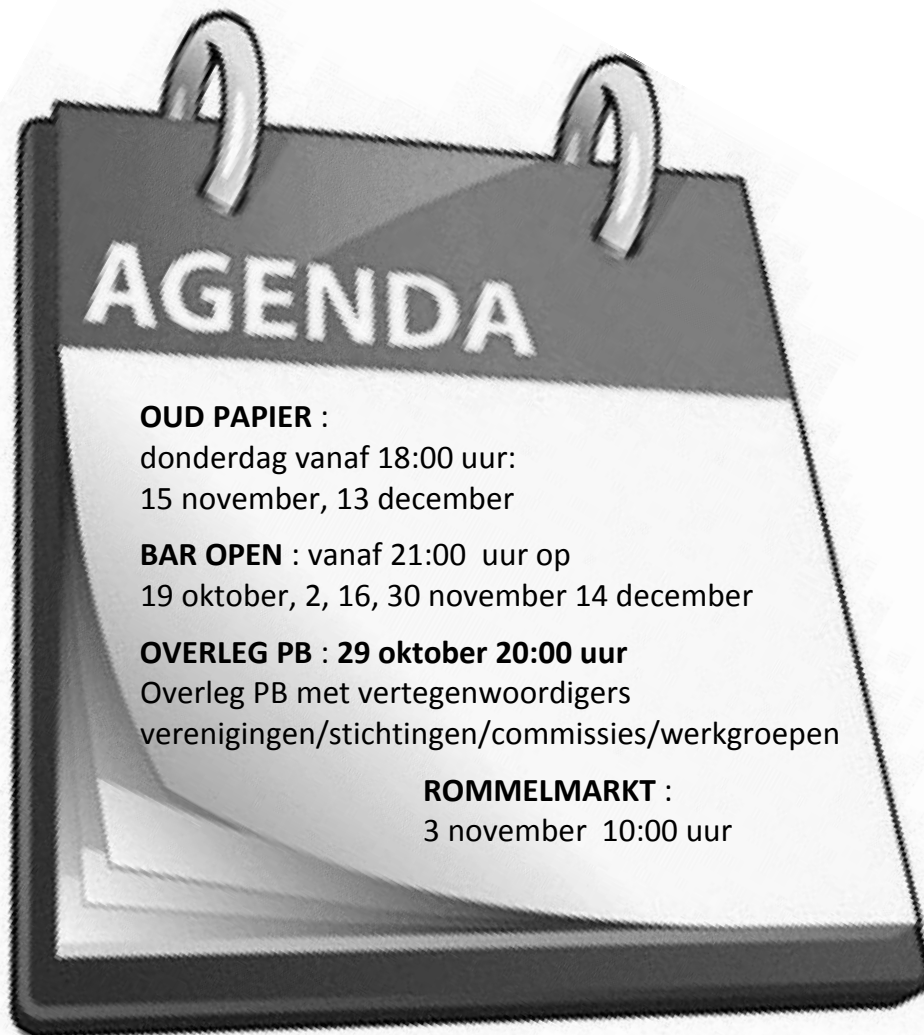 AGENDA
OUD PAPIER :
donderdag vanaf 18:00 uur:
15 november, 13 december
BAR OPEN : vanaf 21:00 uur op
19 oktober, 2, 16, 30 november 14 december
OVERLEG PB : 29 oktober 20:00 uur
Overleg PB met vertegenwoordigers
verenigingen/stichtingen/commissies/werkgroepen
ROMMELMARKT :
3 november 10:00 uur